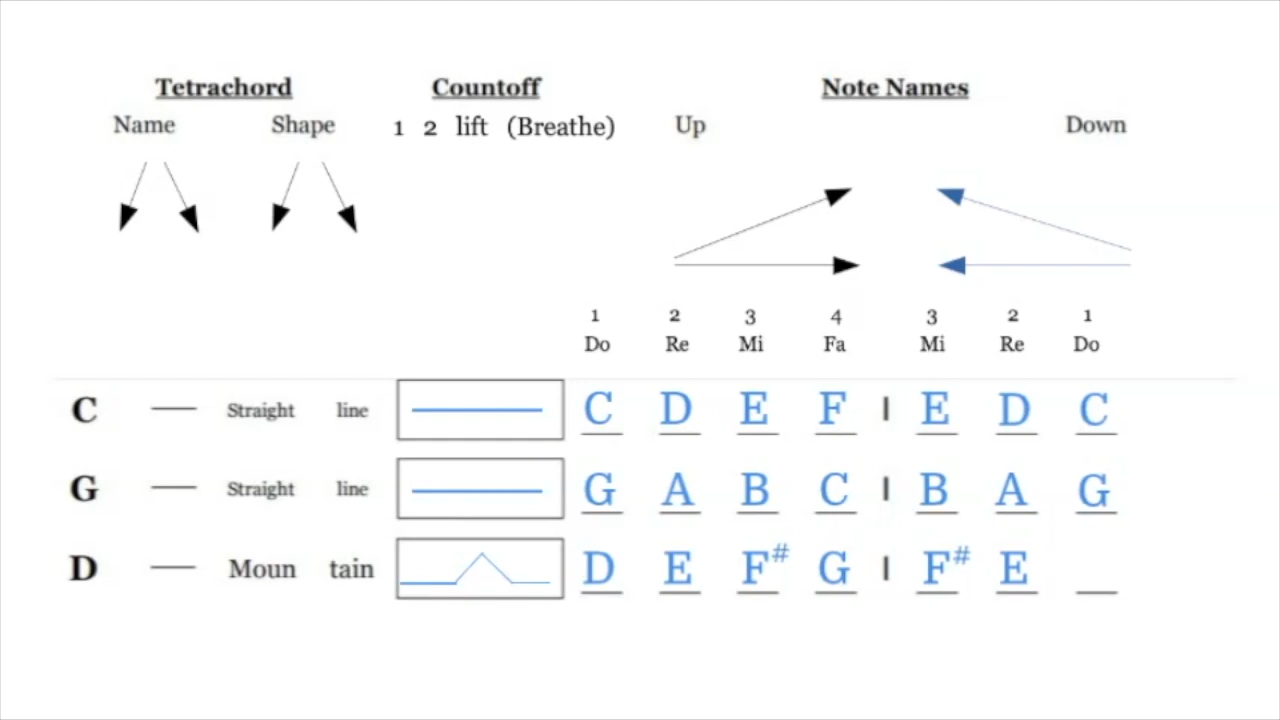 Tetrachord Countoff Note Names
Name Shape 1 2 lift (Breathe) Up Down
1 2 3 4 3 2 1
Do Re Mi Fa Mi Re Do
C — Straight line C D E F | E D C
G — Straight line G A B C | B A G
D — Moun tain D E F# G | F# E __